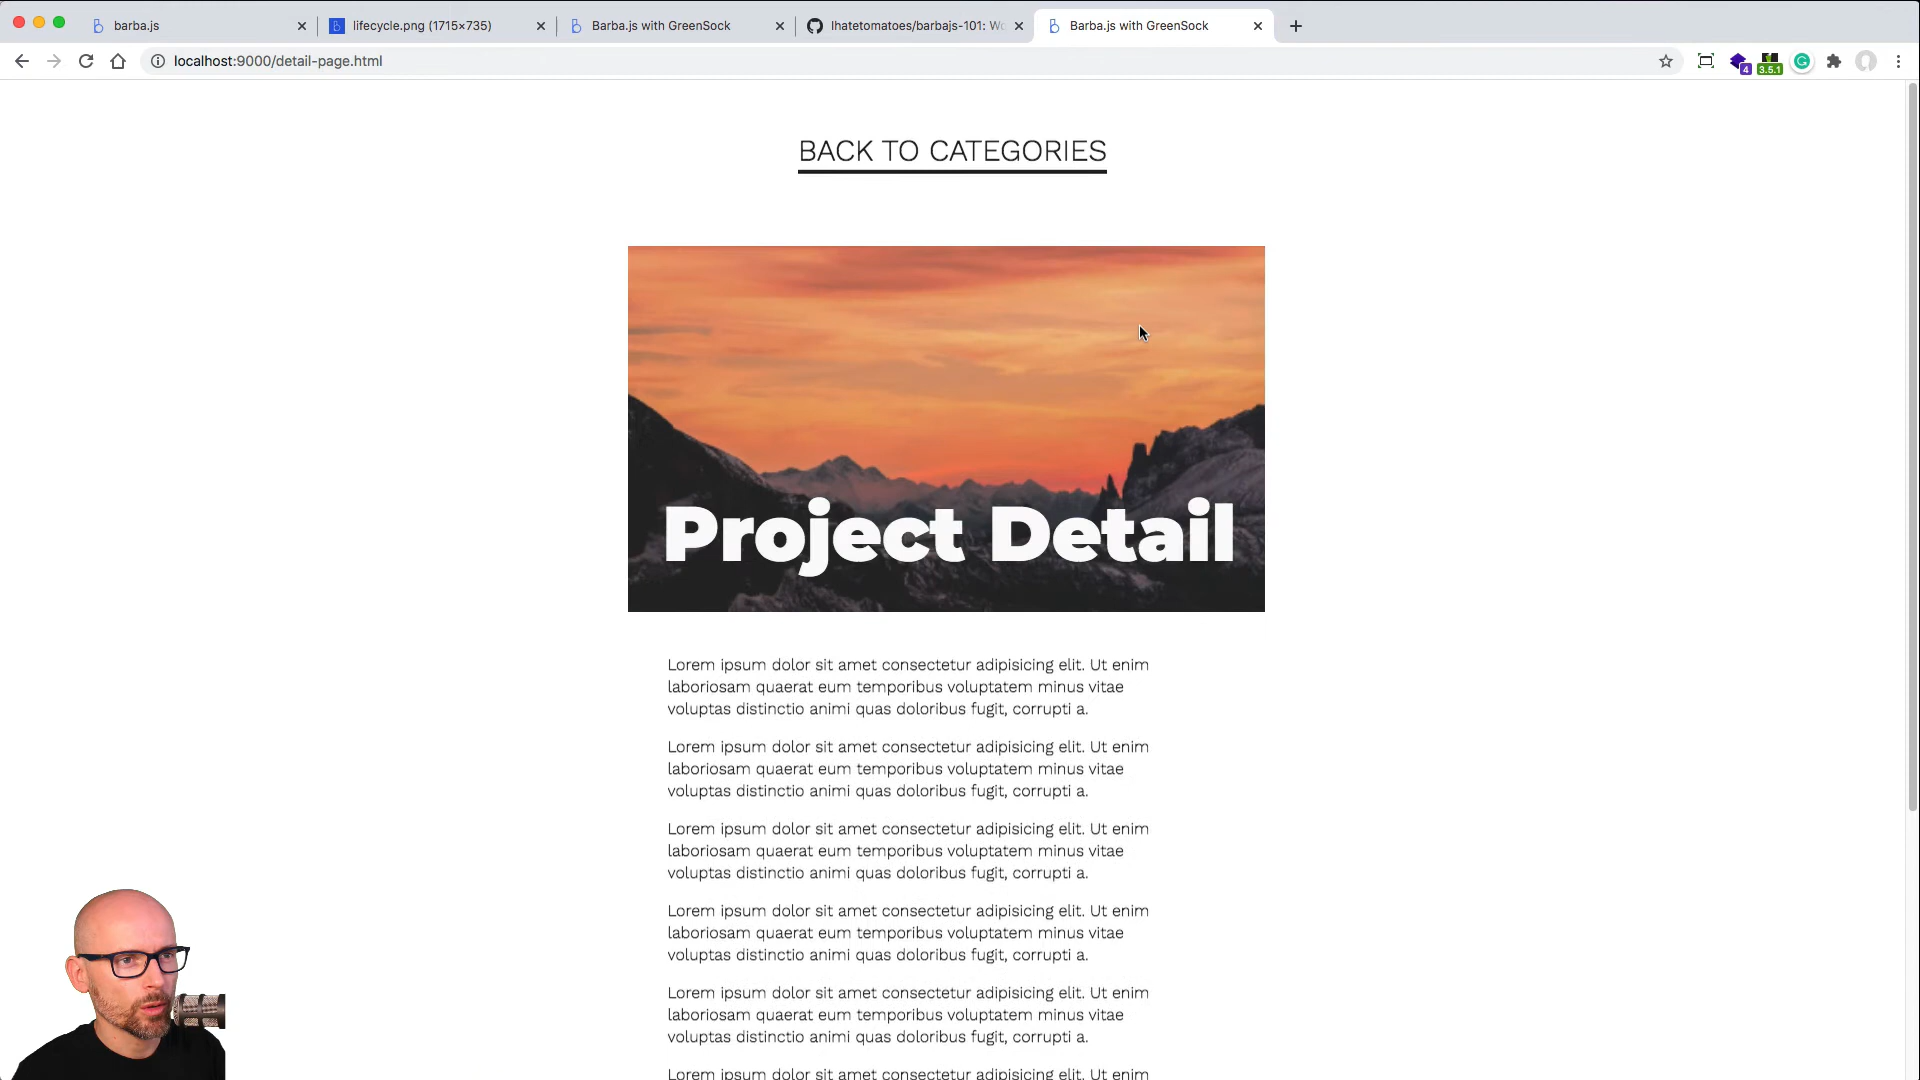 barba.js
lifecycle.png (1715×735)
Barba.js with GreenSock
Ihatetomatoes/barbajs-101: Wo
Barba.js with GreenSock
localhost:9000/detail-page.html
4
3.5.1
BACK TO CATEGORIES
Project Detail
Lorem ipsum dolor sit amet consectetur adipisicing elit. Ut enim
laboriosam quaerat eum temporibus voluptatem minus vitae
voluptas distinctio animi quas doloribus fugit, corrupti a.
Lorem ipsum dolor sit amet consectetur adipisicing elit. Ut enim
laboriosam quaerat eum temporibus voluptatem minus vitae
voluptas distinctio animi quas doloribus fugit, corrupti a.
Lorem ipsum dolor sit amet consectetur adipisicing elit. Ut enim
laboriosam quaerat eum temporibus voluptatem minus vitae
voluptas distinctio animi quas doloribus fugit, corrupti a.
Lorem ipsum dolor sit amet consectetur adipisicing elit. Ut enim
laboriosam quaerat eum temporibus voluptatem minus vitae
voluptas distinctio animi quas doloribus fugit, corrupti a.
Lorem ipsum dolor sit amet consectetur adipisicing elit. Ut enim
laboriosam quaerat eum temporibus voluptatem minus vitae
voluptas distinctio animi quas doloribus fugit, corrupti a.
Lorem ipsum dolor sit amet consectetur adipisicing elit. Ut enim